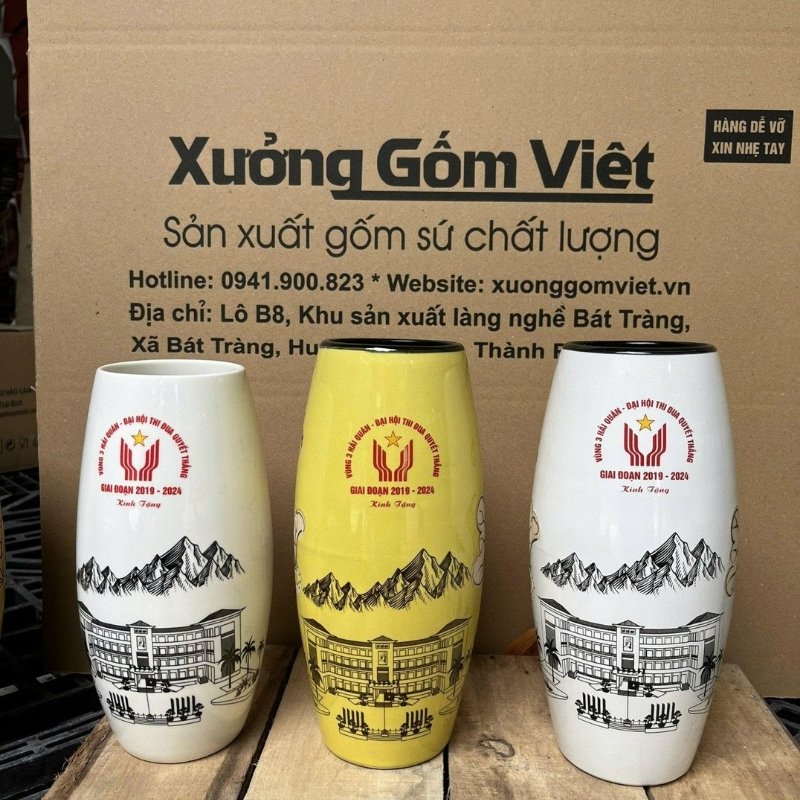 HÀNG DỄ VỠ
XIN NHẸ TAY
Xưởng Gốm Việt
Sản xuất gốm sứ chất lượng
Hotline: 0941.900.823 * Website: xuonggomviet.vn
Địa chỉ: Lô B8, Khu sản xuất làng nghề Bát Tràng,
Xã Bát Tràng, Thành
VÙNG 3 HẢI QUÂN - ĐẠI HỘI THI ĐUA QUYẾT THẮNG
GIAI ĐOẠN 2019 - 2024
Kính Tặng
VÙNG 3 HẢI QUÂN - ĐẠI HỘI THI ĐUA QUYẾT THẮNG
GIAI ĐOẠN 2019 - 2024
Kính Tặng
VÙNG 3 HẢI QUÂN - ĐẠI HỘI THI ĐUA QUYẾT THẮNG
GIAI ĐOẠN 2019 - 2024
Kính Tặng